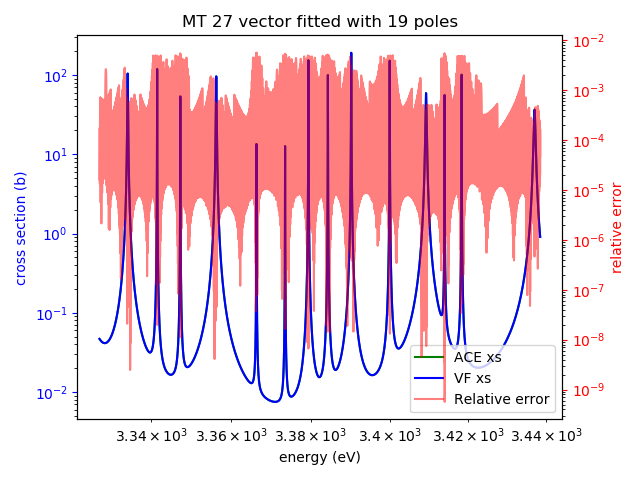 MT 27 vector fitted with 19 poles
cross section (b)
10² 10¹ 10⁰ 10⁻¹ 10⁻²
10⁻² 10⁻³ 10⁻⁴ 10⁻⁵ 10⁻⁶ 10⁻⁷ 10⁻⁸ 10⁻⁹
relative error
ACE xs
VF xs
Relative error
3.34×10³ 3.36×10³ 3.38×10³ 3.4×10³ 3.42×10³ 3.44×10³
energy (eV)